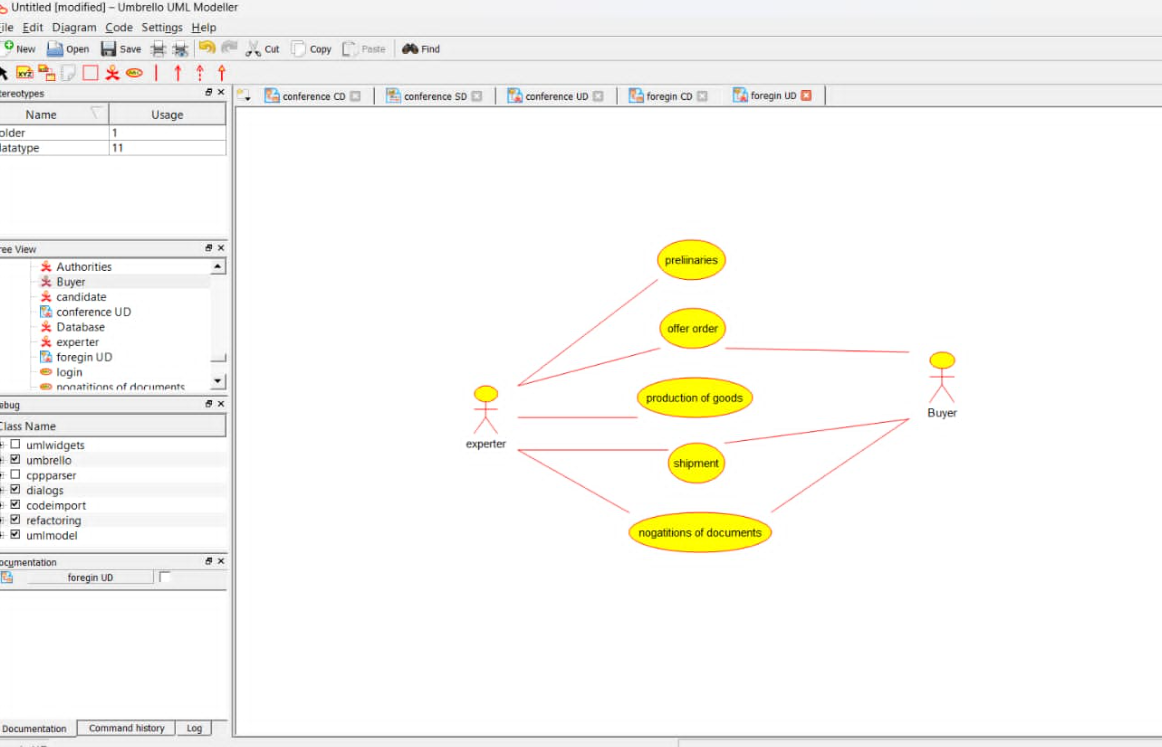 Untitled [modified] – Umbrello UML Modeller
ile Edit Diagram Code Settings Help
New Open Save Cut Copy Paste Find
XYZ
tereotypes
Name Usage
older 1
datatype 11
ree View
Authorities
Buyer
candidate
conference UD
Database
experter
foregin UD
login
nogatitions of documents
ebug
Class Name
umlwidgets
umbrello
cppparser
dialogs
codeimport
refactoring
umlmodel
ocumentation
foregin UD
Documentation Command history Log
conference CD conference SD conference UD foregin CD foregin UD
preliinaries
offer order
production of goods
shipment
nogatitions of documents
experter
Buyer